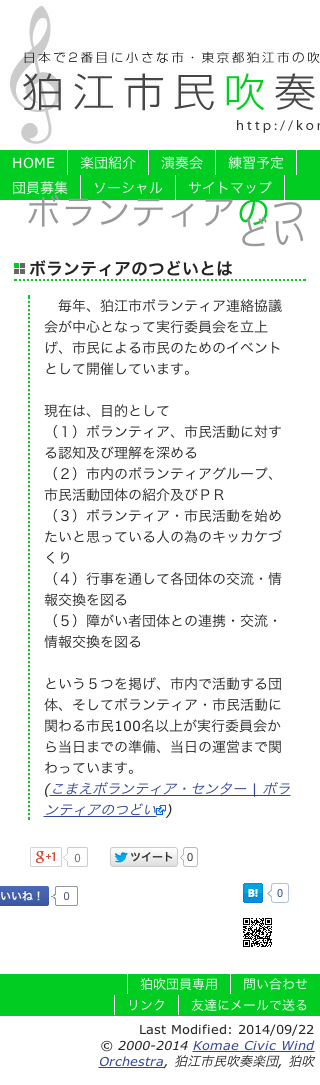 日本で２番目に小さな市・東京都狛江市の吹
狛江市民吹奏
http://kor
HOME 楽団紹介 演奏会 練習予定
団員募集 ソーシャル サイトマップ
ボランティアのつ
どい
ボランティアのつどいとは
毎年、狛江市ボランティア連絡協議
会が中心となって実行委員会を立上
げ、市民による市民のためのイベント
として開催しています。
現在は、目的として
（１）ボランティア、市民活動に対す
る認知及び理解を深める
（２）市内のボランティアグループ、
市民活動団体の紹介及びＰＲ
（３）ボランティア・市民活動を始め
たいと思っている人の為のキッカケづ
くり
（４）行事を通して各団体の交流・情
報交換を図る
（５）障がい者団体との連携・交流・
情報交換を図る
という５つを掲げ、市内で活動する団
体、そしてボランティア・市民活動に
関わる市民100名以上が実行委員会か
ら当日までの準備、当日の運営まで関
わっています。
(こまえボランティア・センター | ボラ
ンティアのつどい)
g+1 0 ツイート 0
いいね！ 0 B! 0
狛吹団員専用 問い合わせ
リンク 友達にメールで送る
Last Modified: 2014/09/22
© 2000-2014 Komae Civic Wind
Orchestra, 狛江市民吹奏楽団, 狛吹